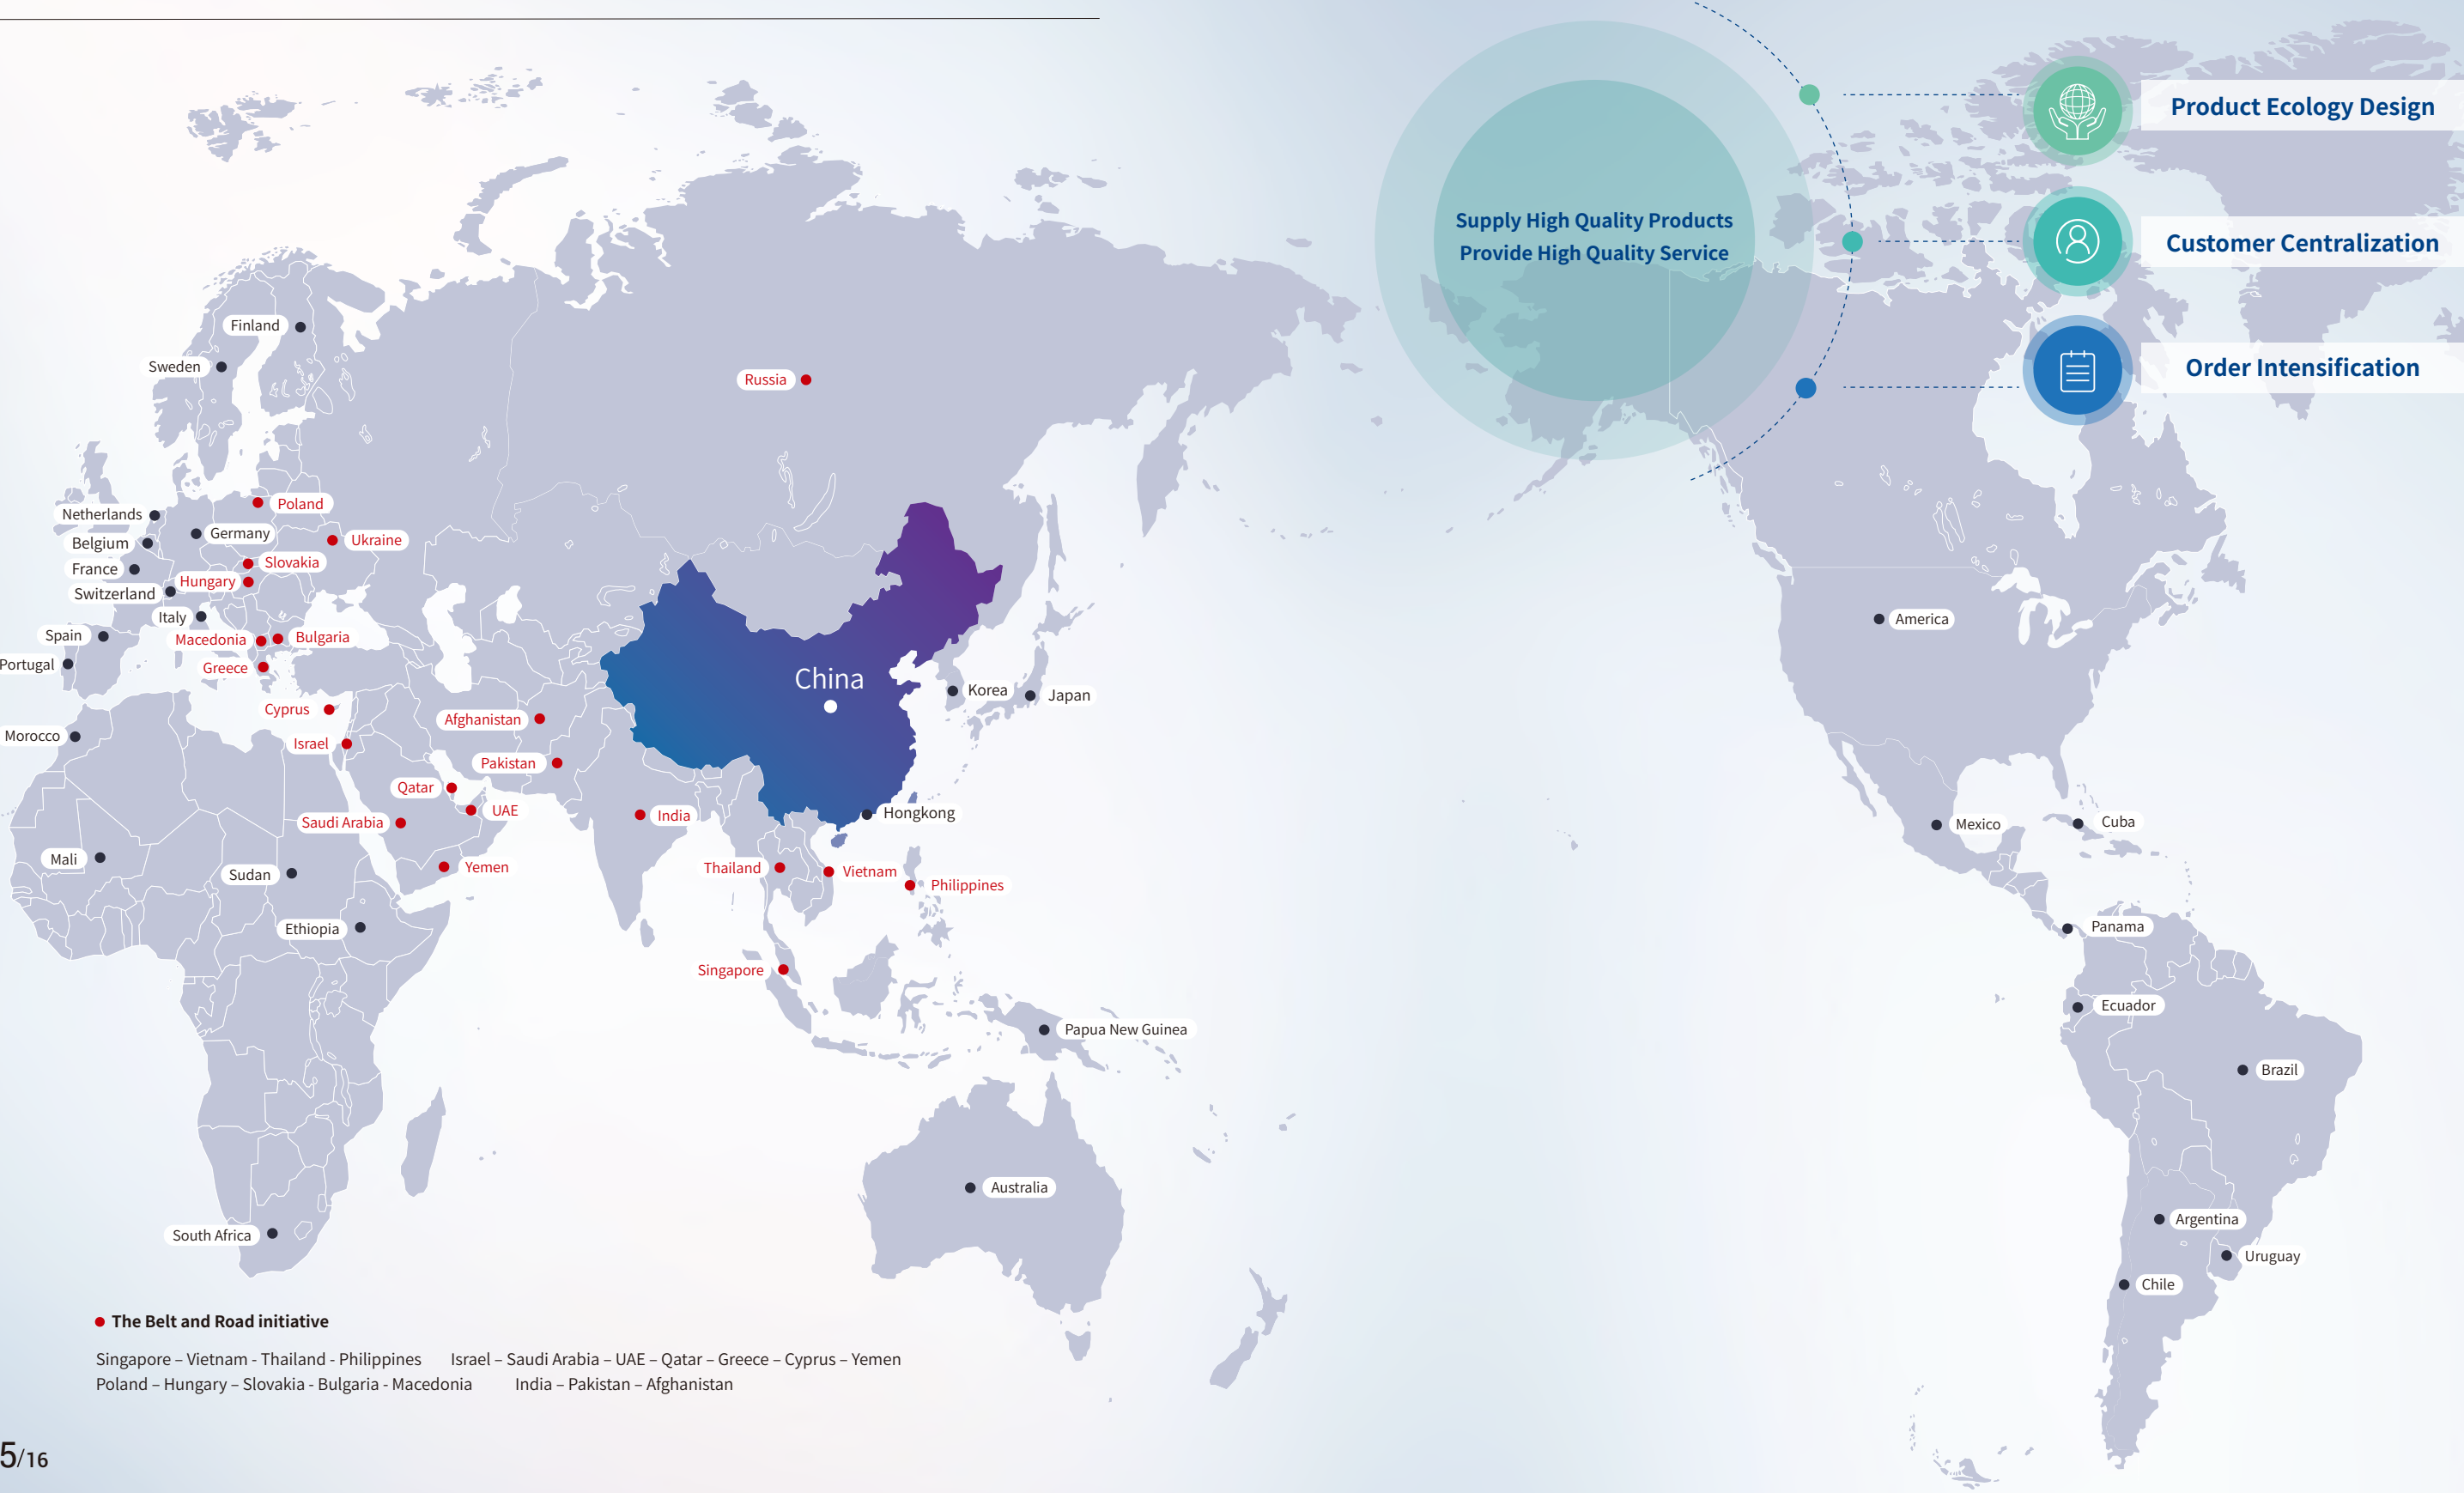 Product Ecology Design
Supply High Quality Products
Provide High Quality Service
Customer Centralization
Order Intensification
Finland
Sweden
Russia
Netherlands
Poland
Germany
Belgium
Ukraine
France
Slovakia
Hungary
Switzerland
Italy
Spain
Macedonia
Bulgaria
Portugal
Greece
Cyprus
Morocco
Israel
Afghanistan
Pakistan
Qatar
UAE
Saudi Arabia
Mali
Sudan
Yemen
Ethiopia
South Africa
China
Korea
Japan
India
Hongkong
Thailand
Vietnam
Philippines
Singapore
Papua New Guinea
Australia
America
Mexico
Cuba
Panama
Ecuador
Brazil
Argentina
Uruguay
Chile
The Belt and Road initiative
Singapore – Vietnam - Thailand - Philippines Israel – Saudi Arabia – UAE – Qatar – Greece – Cyprus – Yemen
Poland – Hungary – Slovakia - Bulgaria - Macedonia India – Pakistan – Afghanistan
5/16